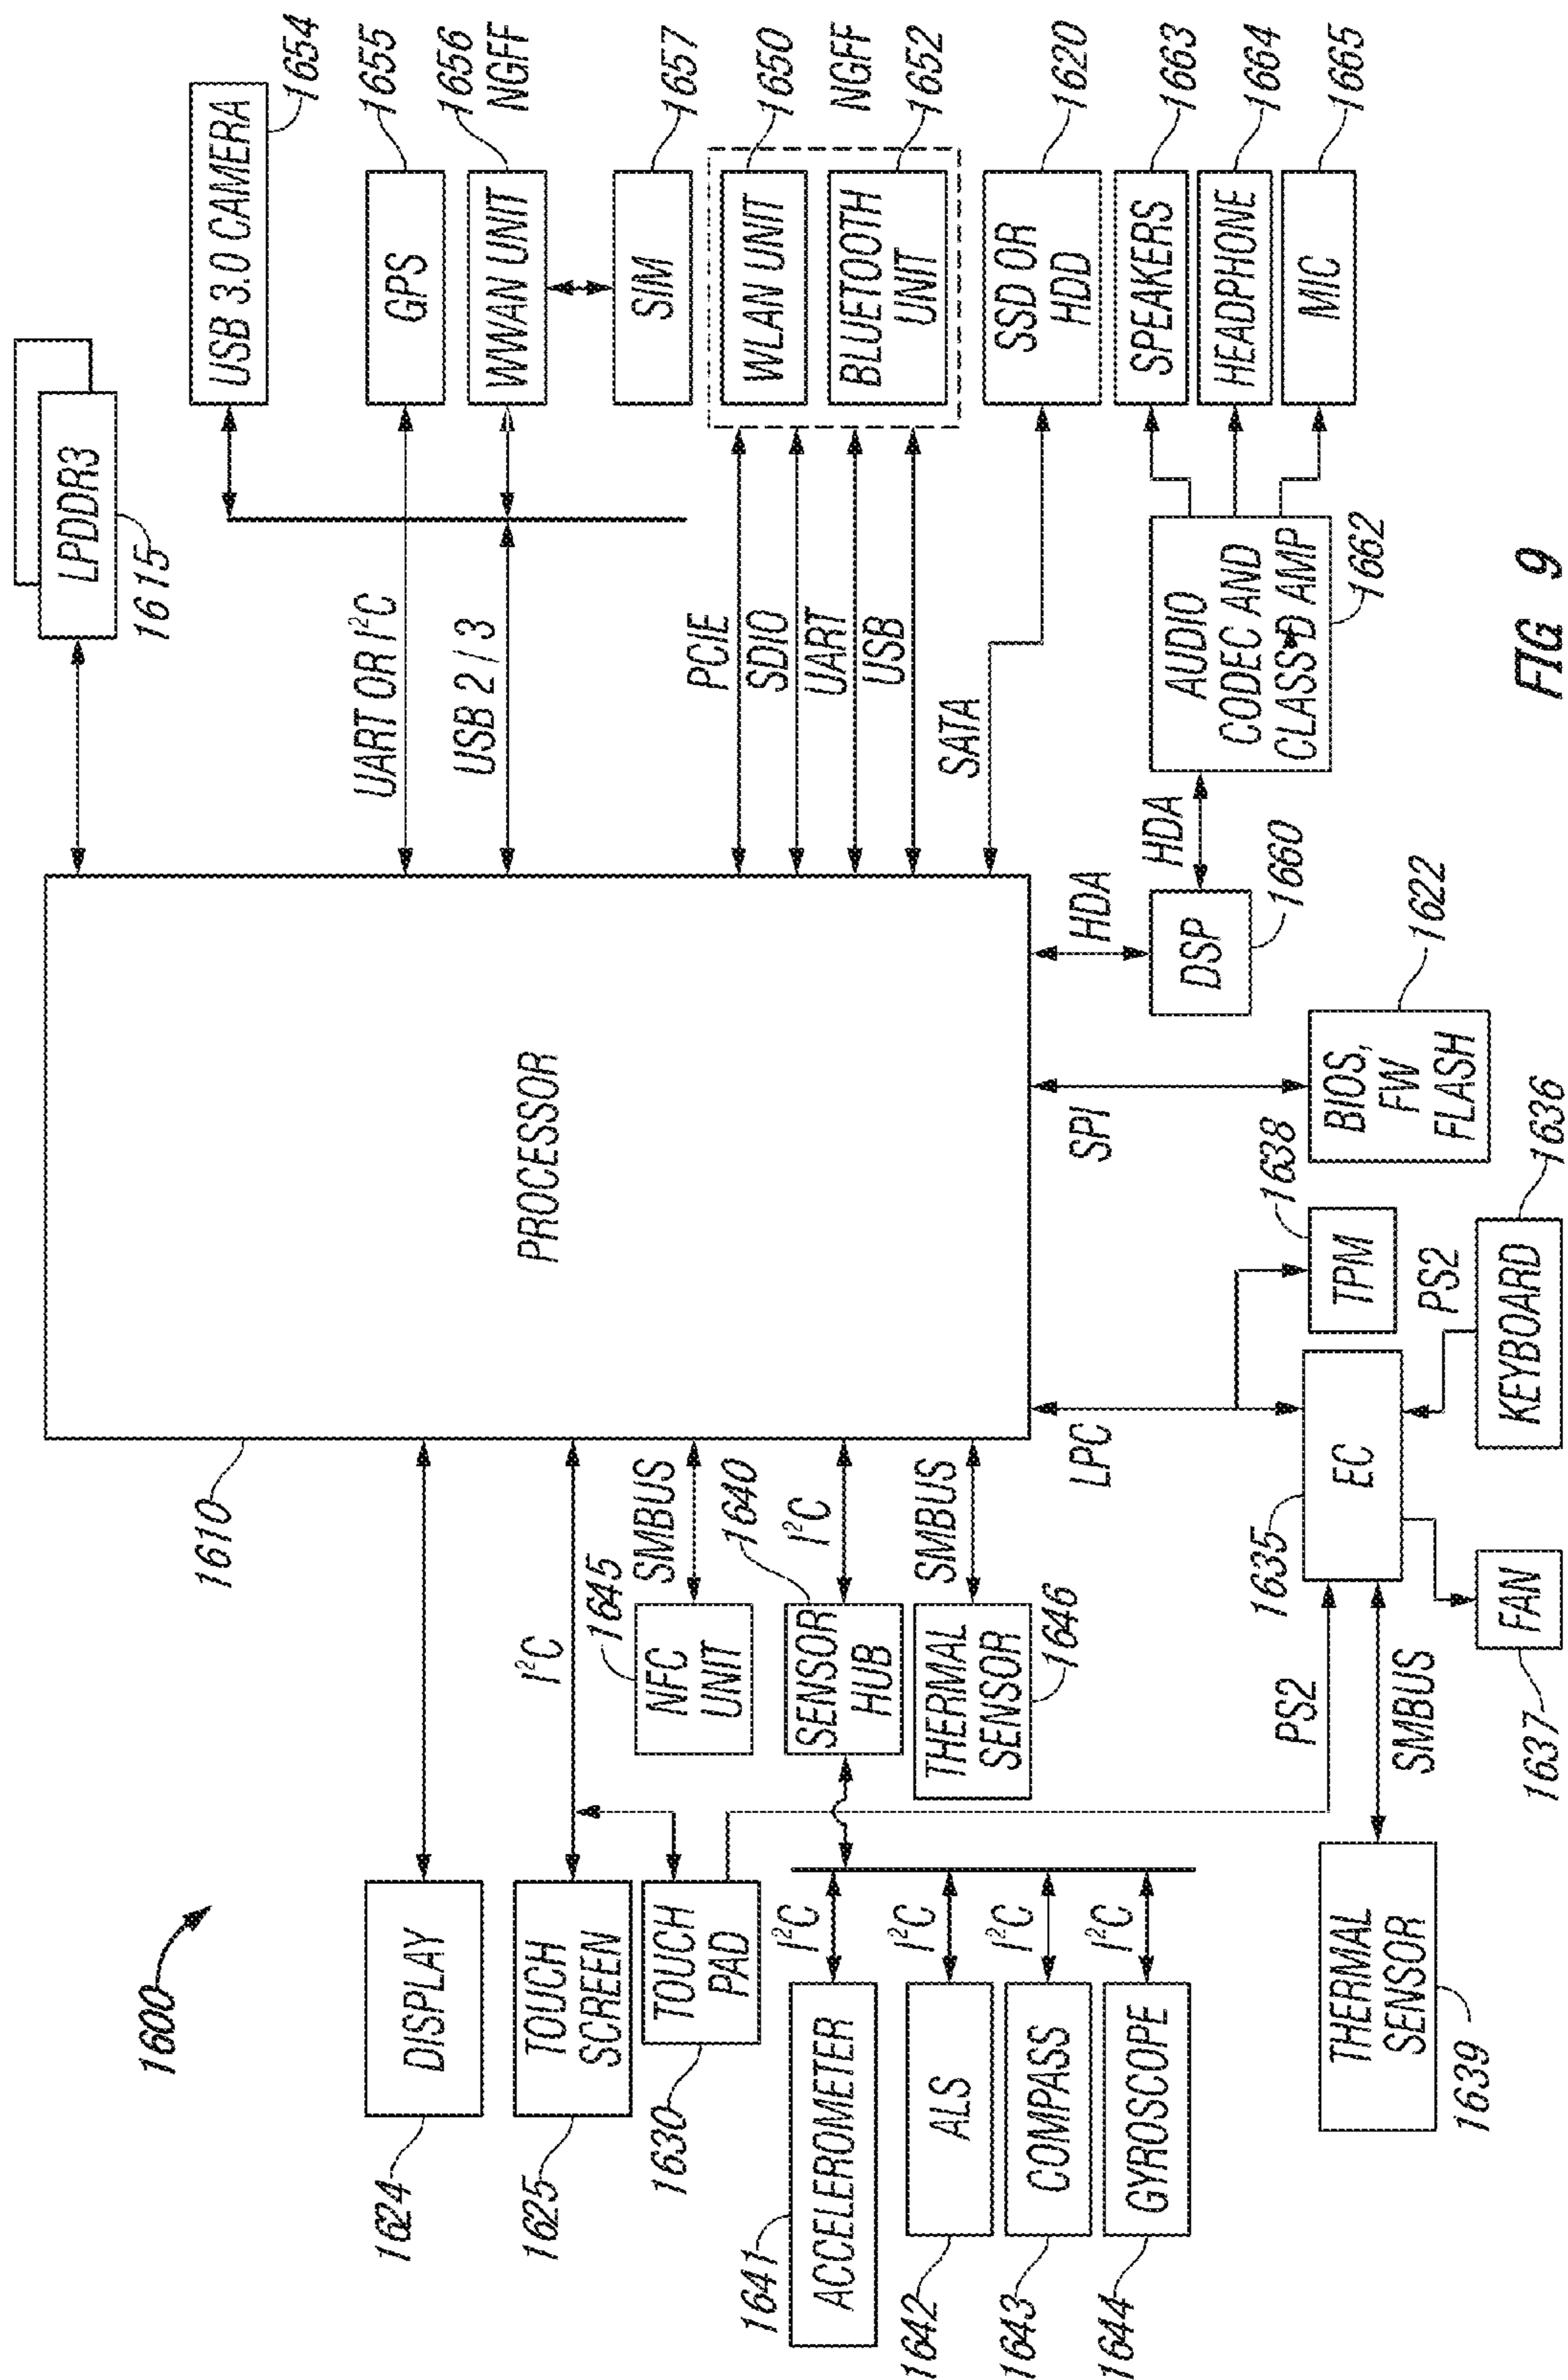 1600
LPDDR3
1615
1624
DISPLAY
1610
PROCESSOR
USB 3.0 CAMERA
1654
UART OR I²C
GPS
1655
1625
TOUCH
SCREEN
I²C
USB 2 / 3
WWAN UNIT
1656
NGFF
SIM
1657
1630
TOUCH
PAD
1645
NFC
UNIT
SMBUS
PCIE
SDIO
UART
USB
WLAN UNIT
1650
BLUETOOTH
UNIT
NGFF
1652
1640
SENSOR
HUB
I²C
1641
ACCELEROMETER
I²C
THERMAL
SENSOR
1646
SMBUS
SATA
SSD OR
HDD
1620
1642
ALS
I²C
1643
COMPASS
I²C
1644
GYROSCOPE
I²C
LPC
SPI
HDA
DSP
1660
HDA
AUDIO
CODEC AND
CLASS D AMP
1662
SPEAKERS
1663
HEADPHONE
1664
MIC
1665
PS2
1635
EC
TPM
1638
BIOS,
FW
FLASH
1622
THERMAL
SENSOR
1639
SMBUS
FAN
1637
PS2
KEYBOARD
1636
FIG 9